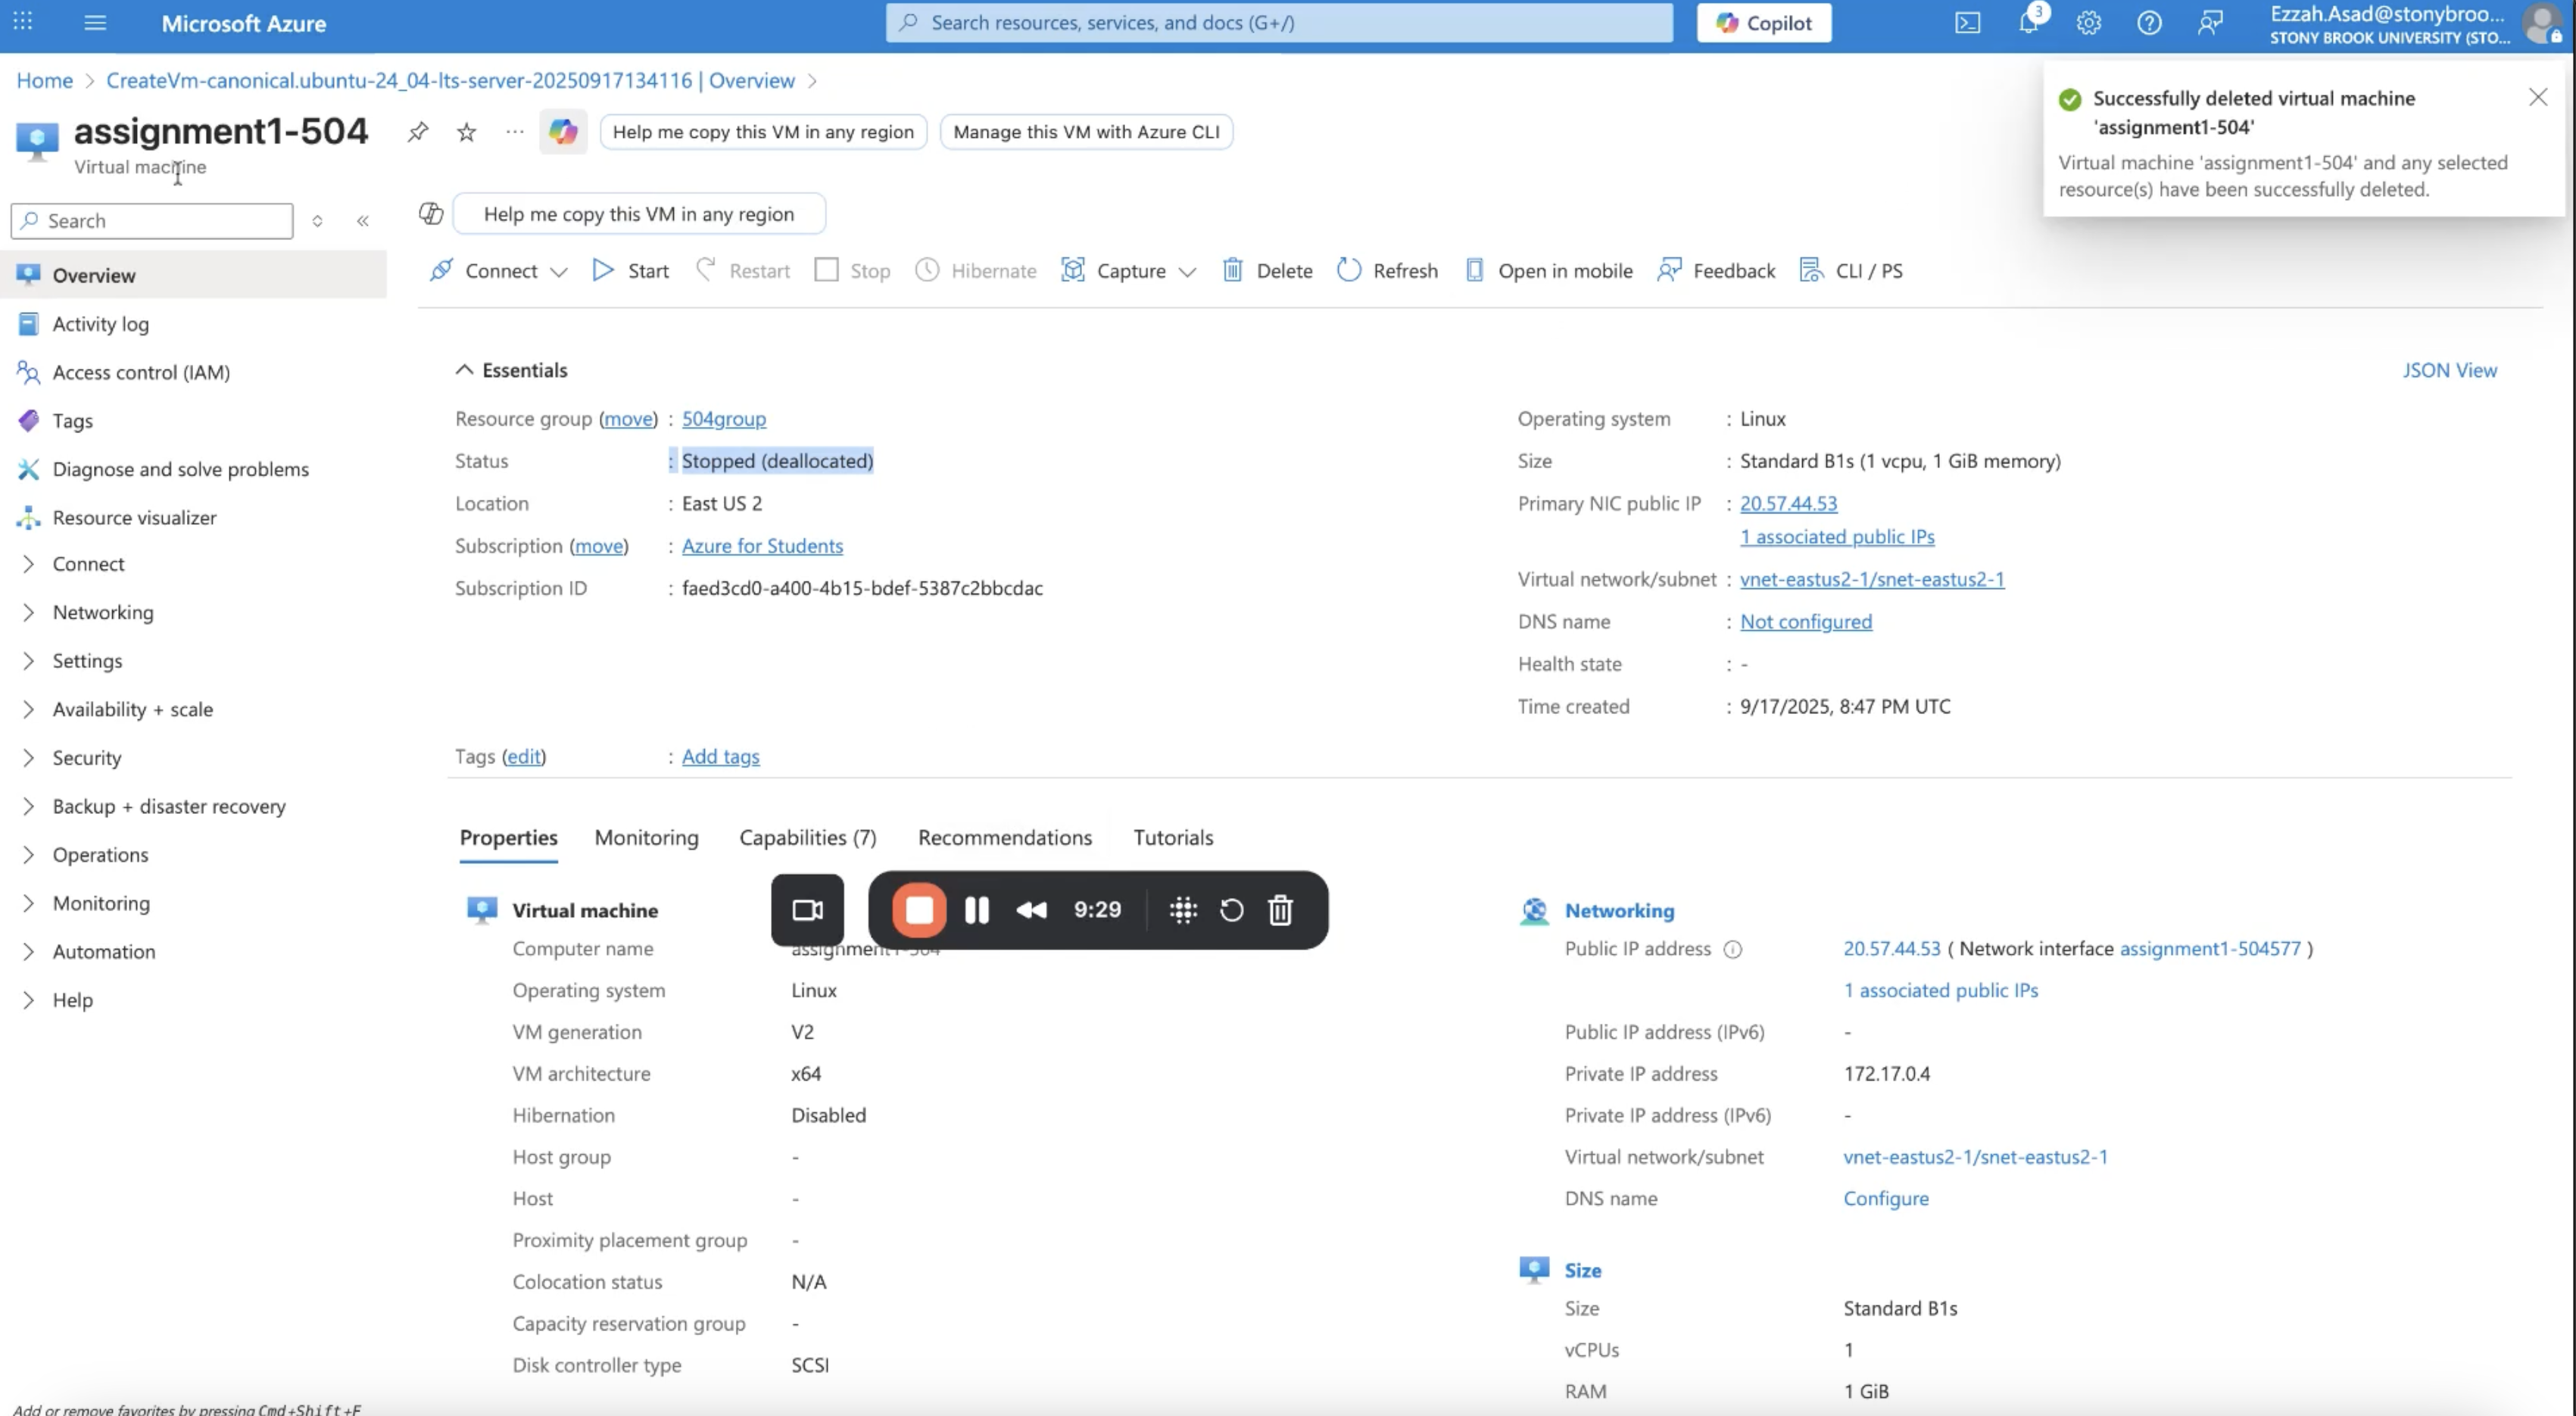 Microsoft Azure
Search resources, services, and docs (G+/)
Copilot
3
Ezzah.Asad@stonybroo...
STONY BROOK UNIVERSITY (STO...
Home > CreateVm-canonical.ubuntu-24_04-lts-server-20250917134116 | Overview >
Successfully deleted virtual machine
'assignment1-504'
Virtual machine 'assignment1-504' and any selected
resource(s) have been successfully deleted.
assignment1-504
Virtual machine
Help me copy this VM in any region
Manage this VM with Azure CLI
Search
Help me copy this VM in any region
Connect
Start
Restart
Stop
Hibernate
Capture
Delete
Refresh
Open in mobile
Feedback
CLI / PS
Overview
Activity log
Access control (IAM)
Tags
Diagnose and solve problems
Resource visualizer
Connect
Networking
Settings
Availability + scale
Security
Backup + disaster recovery
Operations
Monitoring
Automation
Help
Essentials
JSON View
Resource group (move) : 504group
Status : Stopped (deallocated)
Location : East US 2
Subscription (move) : Azure for Students
Subscription ID : faed3cd0-a400-4b15-bdef-5387c2bbcdac
Operating system : Linux
Size : Standard B1s (1 vcpu, 1 GiB memory)
Primary NIC public IP : 20.57.44.53
1 associated public IPs
Virtual network/subnet : vnet-eastus2-1/snet-eastus2-1
DNS name : Not configured
Health state : -
Time created : 9/17/2025, 8:47 PM UTC
Tags (edit) : Add tags
Properties
Monitoring
Capabilities (7)
Recommendations
Tutorials
9:29
Virtual machine
Computer name assignment1-504
Operating system Linux
VM generation V2
VM architecture x64
Hibernation Disabled
Host group -
Host -
Proximity placement group -
Colocation status N/A
Capacity reservation group -
Disk controller type SCSI
Networking
Public IP address 20.57.44.53 ( Network interface assignment1-504577 )
1 associated public IPs
Public IP address (IPv6) -
Private IP address 172.17.0.4
Private IP address (IPv6) -
Virtual network/subnet vnet-eastus2-1/snet-eastus2-1
DNS name Configure
Size
Size Standard B1s
vCPUs 1
RAM 1 GiB
Add or remove favorites by pressing Cmd+Shift+F